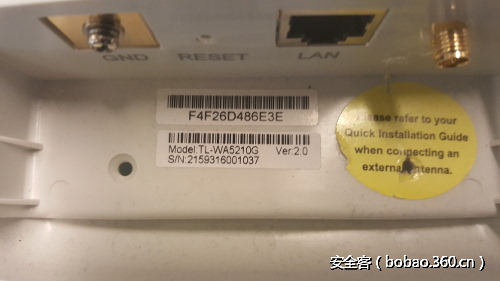 GND RESET LAN
F4F26D486E3E
Model:TL-WA5210G Ver:2.0
S/N:2159316001037
Please refer to your
Quick Installation Guide
when connecting an
external antenna.
安全客（bobao.360.cn）